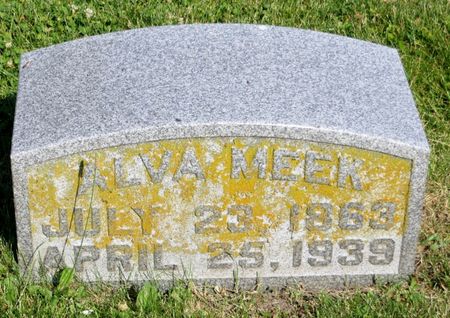 ALVA MEEK
JULY 23, 1863
APRIL 25, 1939